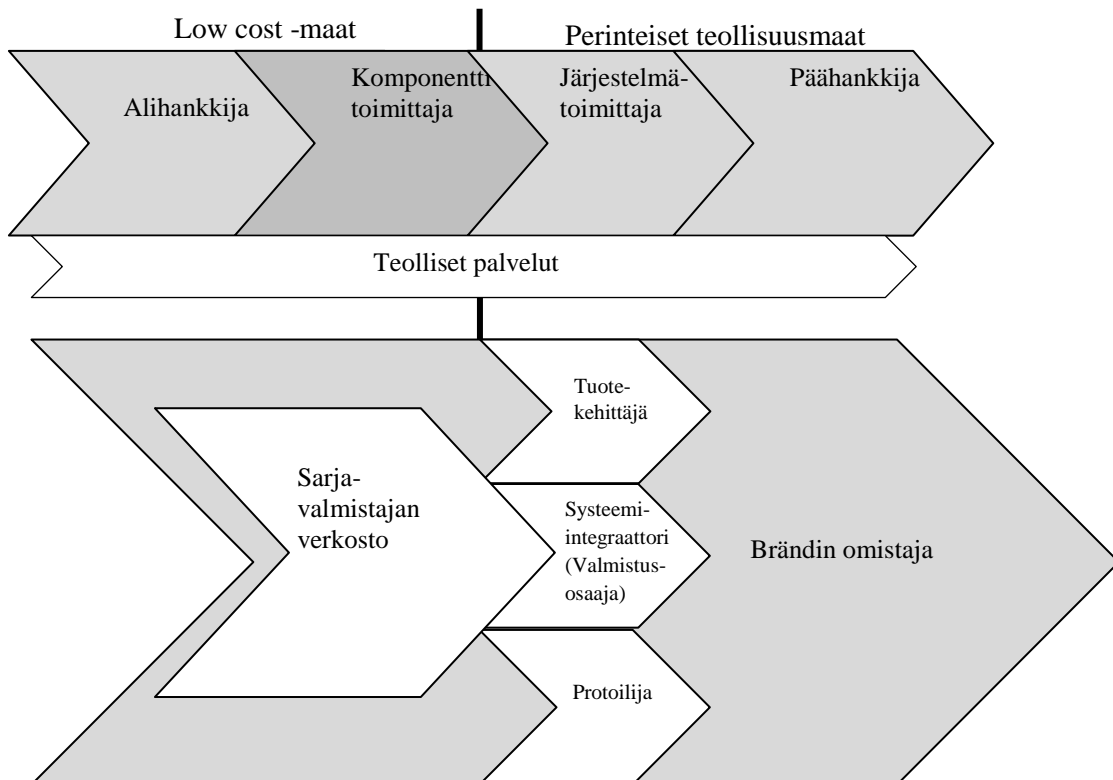 Low cost -maat
Perinteiset teollisuusmaat
Alihankkija
Komponentti
toimittaja
Järjestelmä-
toimittaja
Päähankkija
Teolliset palvelut
Tuote-
kehittäjä
Sarja-
valmistajan
verkosto
Systeemi-
integraattori
(Valmistus-
osaaja)
Brändin omistaja
Protoilija